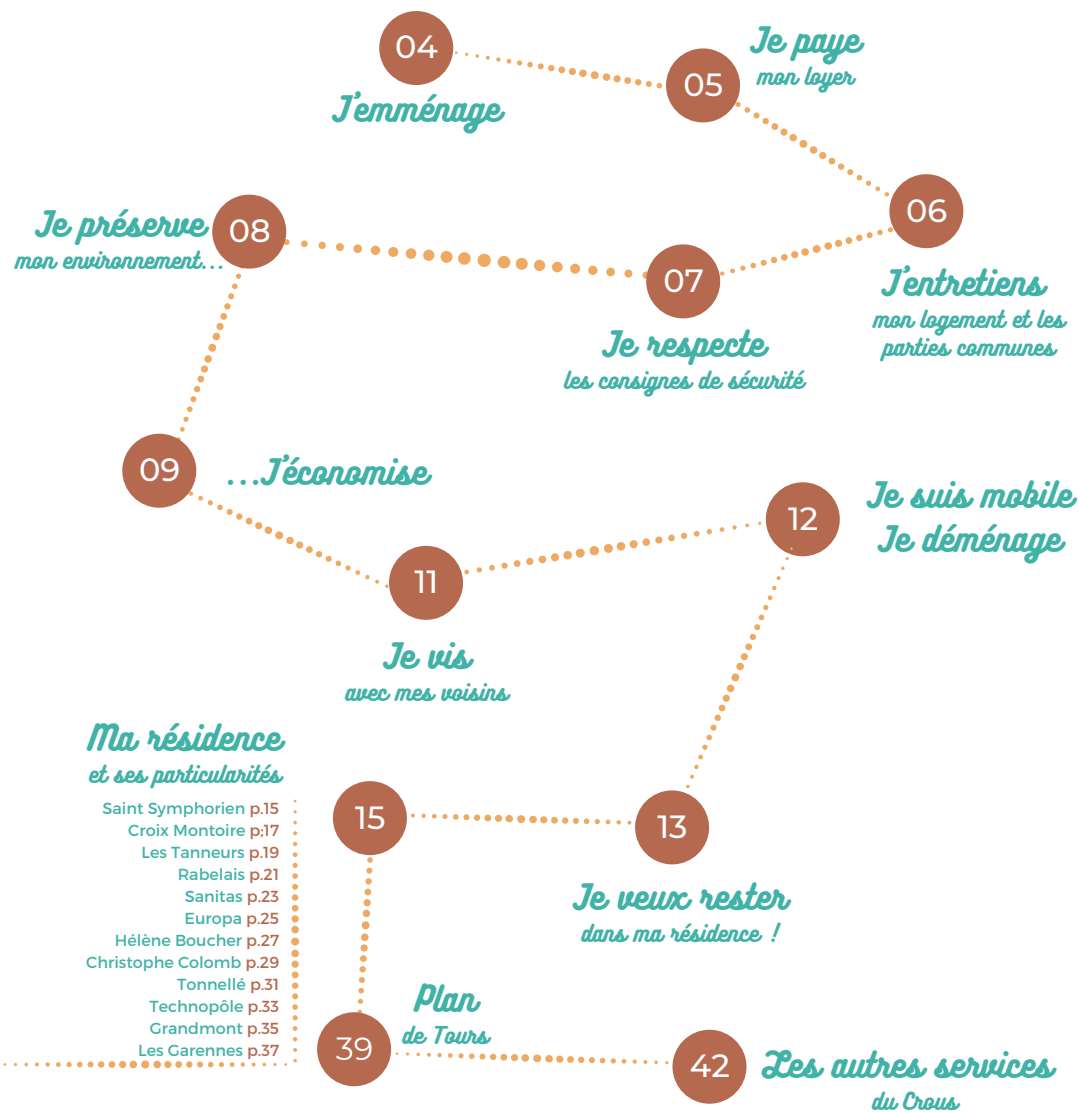 04
J'emménage
05
Je paye
mon loyer
06
J'entretiens
mon logement et les
parties communes
07
Je respecte
les consignes de sécurité
08
Je préserve
mon environnement...
09
...J'économise
11
Je vis
avec mes voisins
12
Je suis mobile
Je déménage
13
Je veux rester
dans ma résidence !
15
Ma résidence
et ses particularités
Saint Symphorien p.15
Croix Montoire p;17
Les Tanneurs p.19
Rabelais p.21
Sanitas p.23
Europa p.25
Hélène Boucher p.27
Christophe Colomb p.29
Tonnellé p.31
Technopôle p.33
Grandmont p.35
Les Garennes p.37
39
Plan
de Tours
42
Les autres services
du Crous